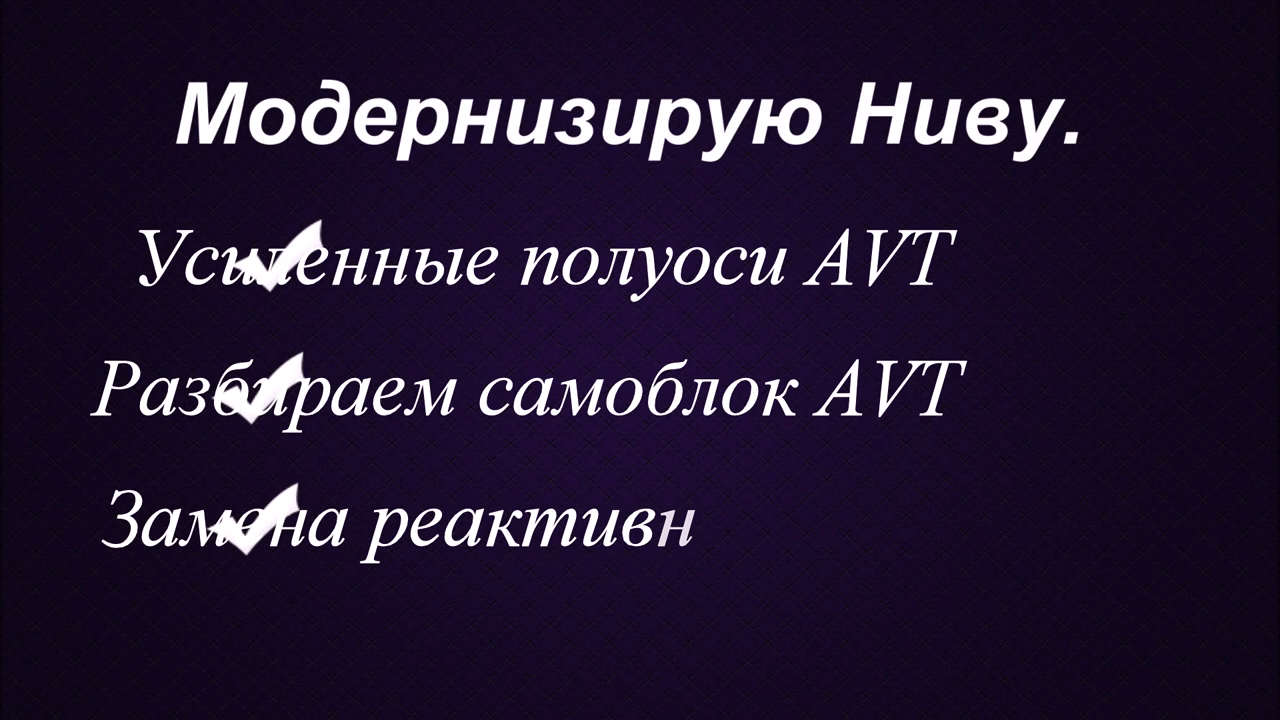 Модернизирую Ниву.
Усиленные полуоси AVT
Разбираем самоблок AVT
Замена реактивн